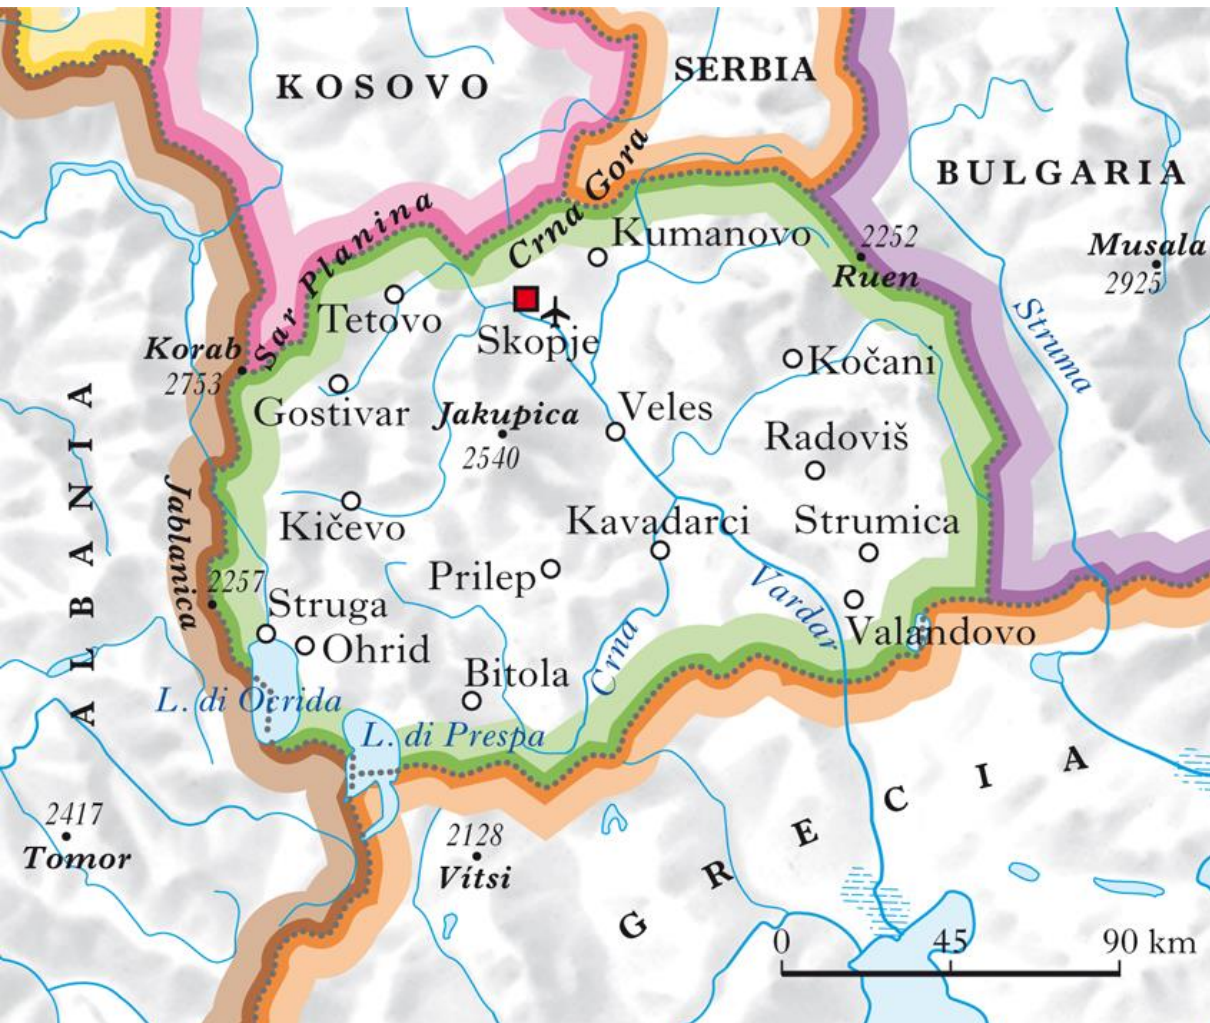 KOSOVO
SERBIA
BULGARIA
Crna Gora
Šar Planina
Kumanovo
2252
Ruen
Musala
2925
Tetovo
Skopje
Struma
Korab
2753
Kočani
Gostivar
Jakupica
2540
Veles
Radoviš
ALBANIA
Jablanica
2257
Kičevo
Kavadarci
Strumica
Prilep
Vardar
Struga
Ohrid
Valandovo
Crna
Bitola
L. di Ocrida
L. di Prespa
GRECIA
2417
Tomor
2128
Vítsi
0 45 90 km